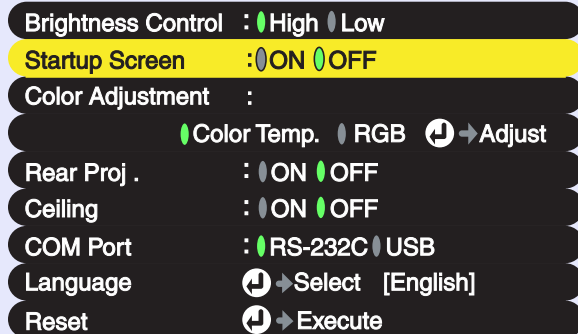 Brightness Control : High Low
Startup Screen : ON OFF
Color Adjustment :
Color Temp. RGB Adjust
Rear Proj . : ON OFF
Ceiling : ON OFF
COM Port : RS-232C USB
Language Select [English]
Reset Execute